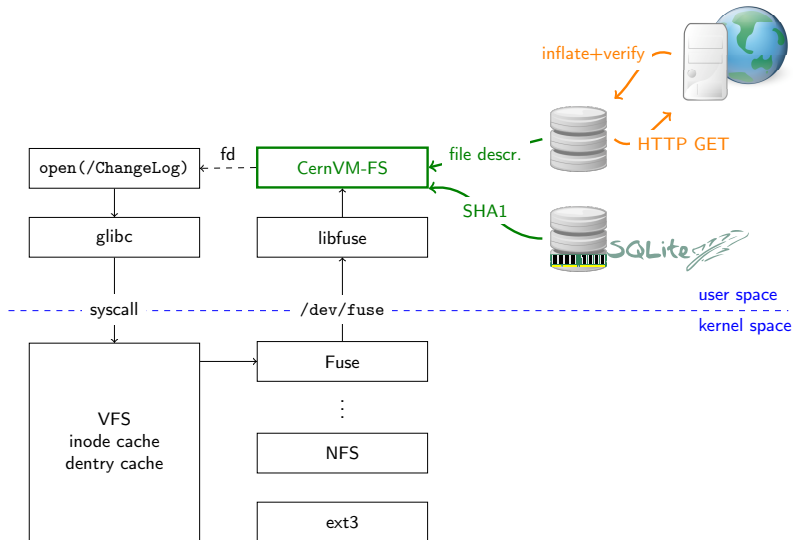 inflate+verify
HTTP GET
open(/ChangeLog)
fd
CernVM-FS
file descr.
SHA1
glibc
libfuse
SQLite
user space
syscall
/dev/fuse
kernel space
Fuse
VFS
inode cache
dentry cache
⋮
NFS
ext3